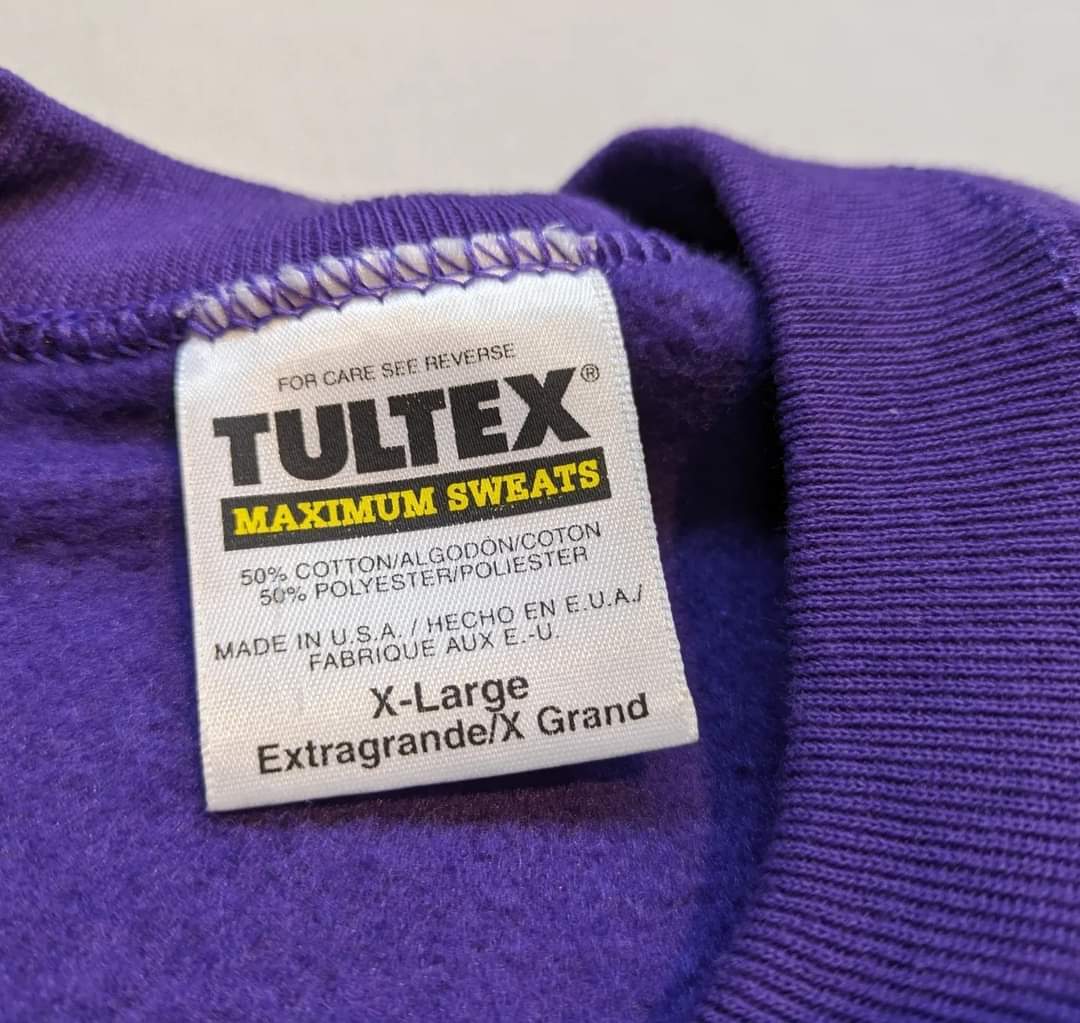 FOR CARE SEE REVERSE
TULTEX®
MAXIMUM SWEATS
50% COTTON/ALGODÓN/COTON
50% POLYESTER/POLIESTER
MADE IN U.S.A. / HECHO EN E.U.A./
FABRIQUE AUX E.-U.
X-Large
Extragrande/X Grand